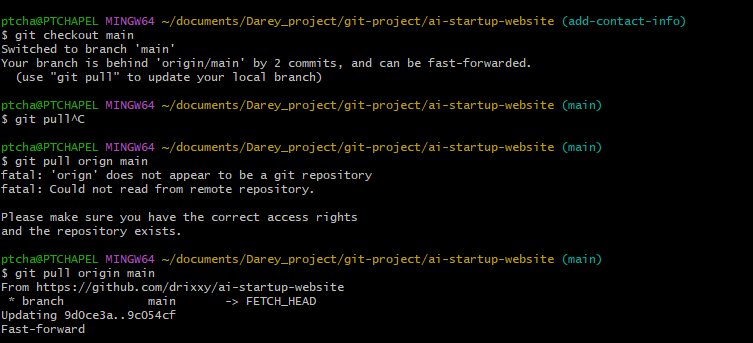 ptcha@PTCHAPEL MINGW64 ~/documents/Darey_project/git-project/ai-startup-website (add-contact-info)
$ git checkout main
Switched to branch 'main'
Your branch is behind 'origin/main' by 2 commits, and can be fast-forwarded.
  (use "git pull" to update your local branch)

ptcha@PTCHAPEL MINGW64 ~/documents/Darey_project/git-project/ai-startup-website (main)
$ git pull^C

ptcha@PTCHAPEL MINGW64 ~/documents/Darey_project/git-project/ai-startup-website (main)
$ git pull orign main
fatal: 'orign' does not appear to be a git repository
fatal: Could not read from remote repository.

Please make sure you have the correct access rights
and the repository exists.

ptcha@PTCHAPEL MINGW64 ~/documents/Darey_project/git-project/ai-startup-website (main)
$ git pull origin main
From https://github.com/drixxy/ai-startup-website
 * branch            main       -> FETCH_HEAD
Updating 9d0ce3a..9c054cf
Fast-forward